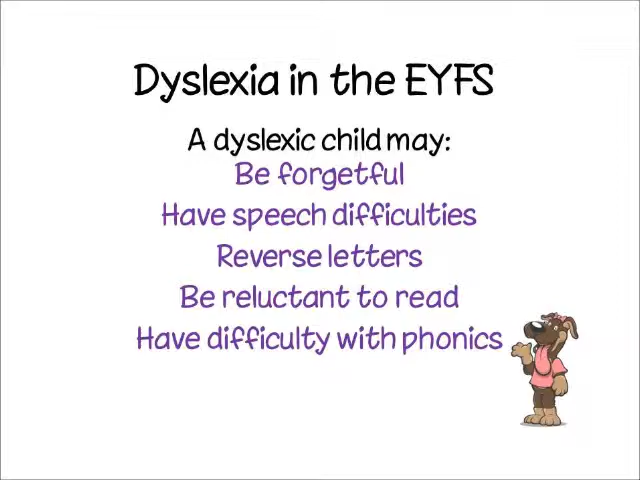 Dyslexia in the EYFS
A dyslexic child may:
Be forgetful
Have speech difficulties
Reverse letters
Be reluctant to read
Have difficulty with phonics